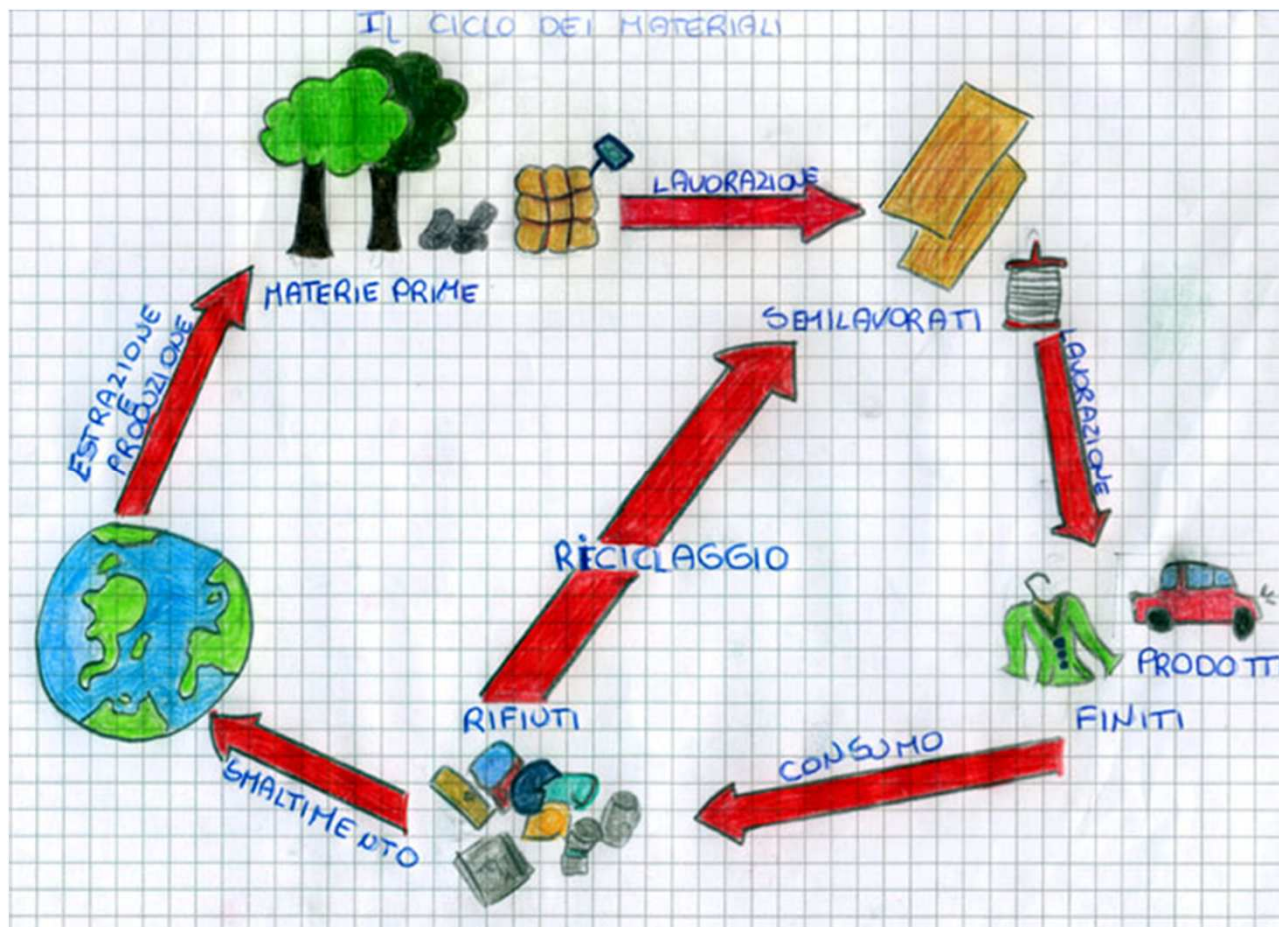 IL CICLO DEI MATERIALI
LAVORAZIONE
MATERIE PRIME
SEMILAVORATI
ESTRAZIONE
E
PRODUZIONE
LAVORAZIONE
RICICLAGGIO
PRODOTTI
FINITI
RIFIUTI
CONSUMO
SMALTIMENTO